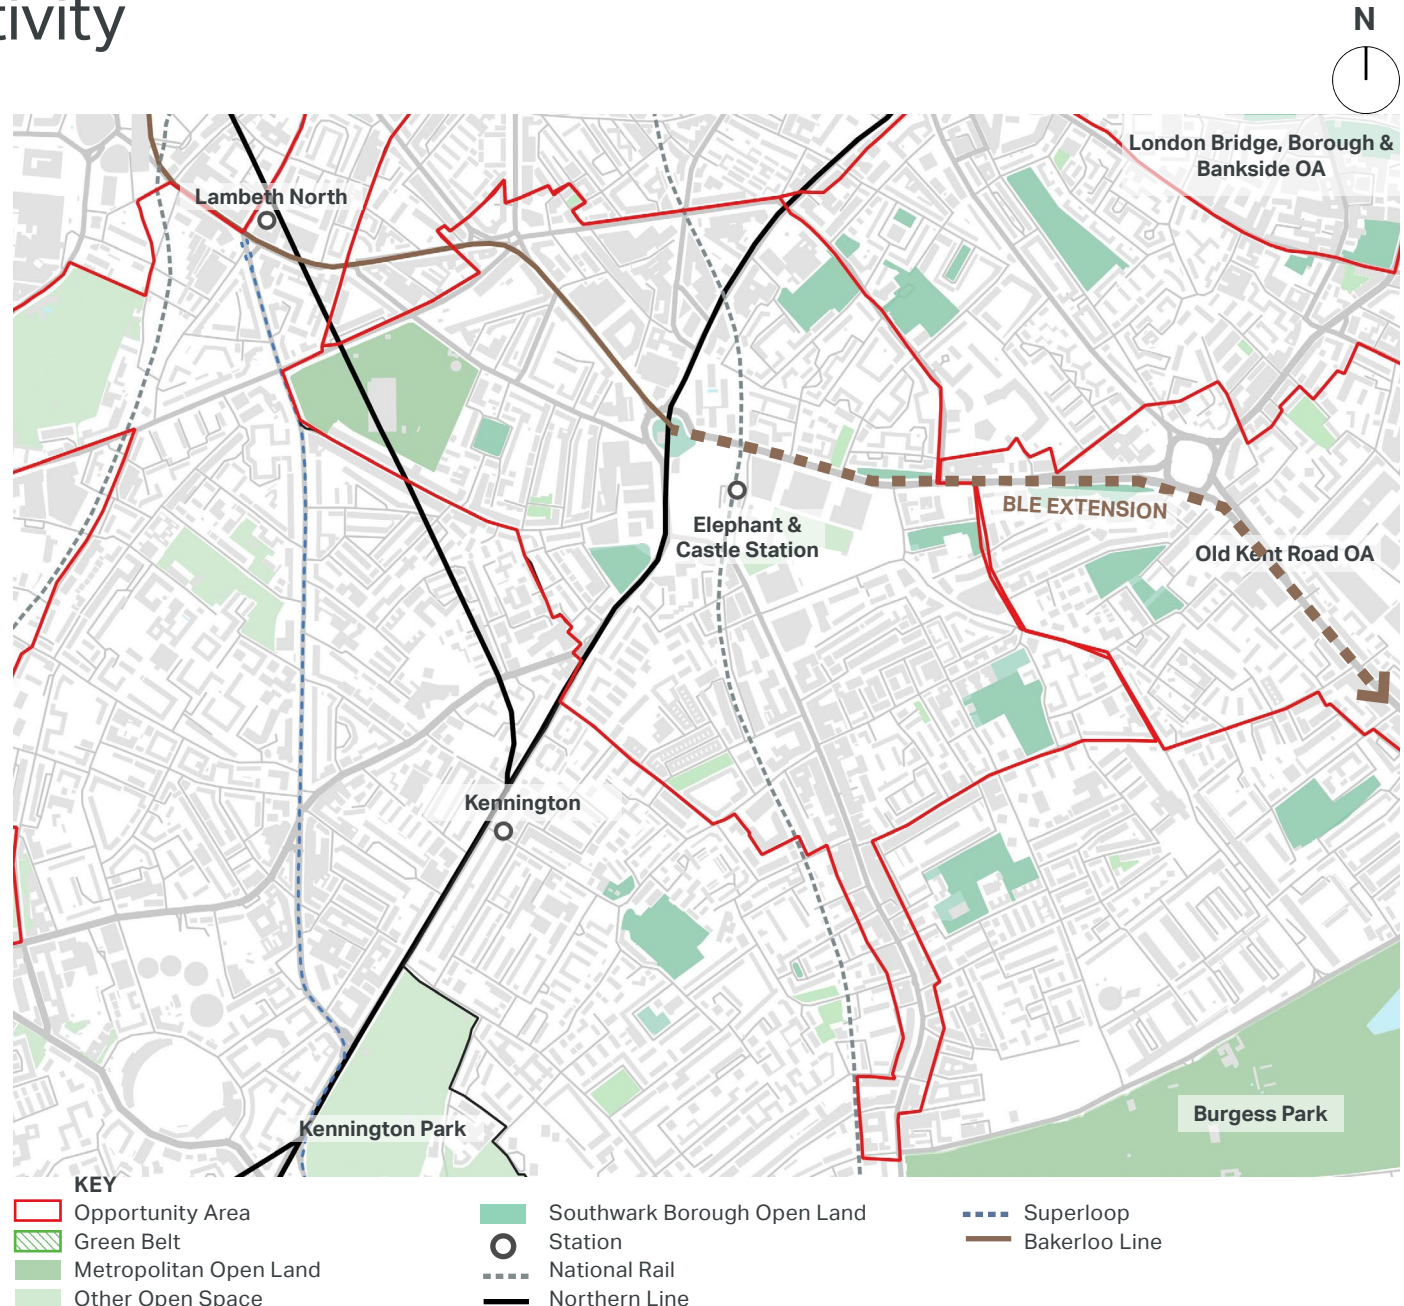 tivity
N
London Bridge, Borough &
Bankside OA
Lambeth North
BLE EXTENSION
Elephant &
Castle Station
Old Kent Road OA
Kennington
Kennington Park
Burgess Park
KEY
Opportunity Area
Green Belt
Metropolitan Open Land
Other Open Space
Southwark Borough Open Land
Station
National Rail
Northern Line
Superloop
Bakerloo Line